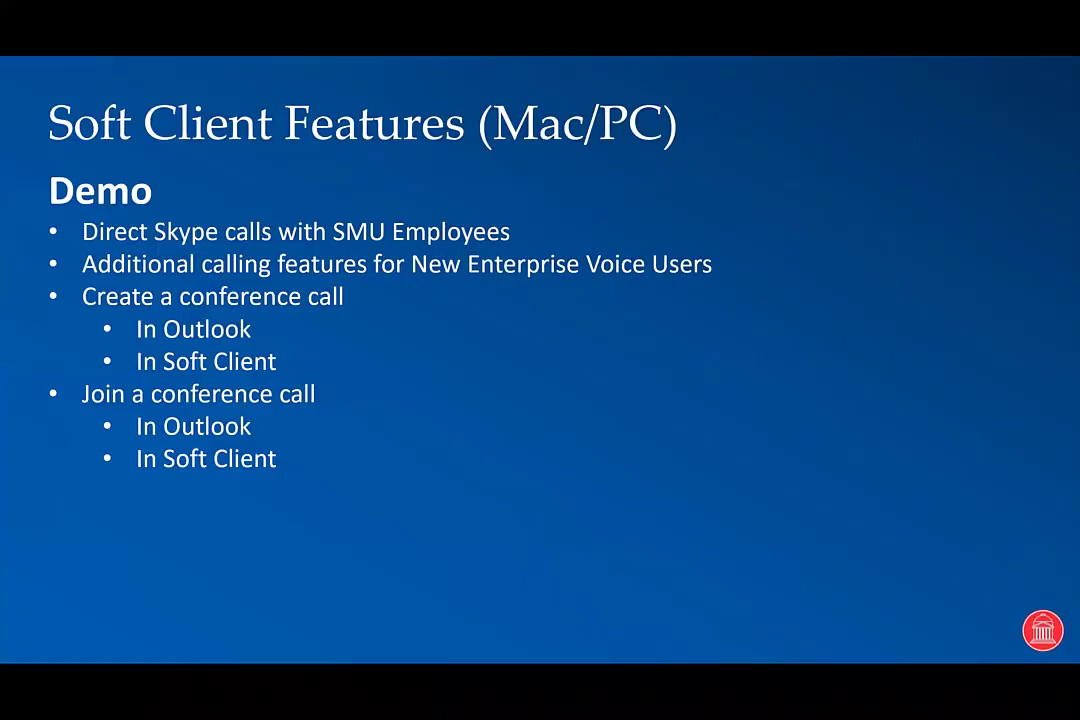 Soft Client Features (Mac/PC)
Demo
• Direct Skype calls with SMU Employees
• Additional calling features for New Enterprise Voice Users
• Create a conference call
• In Outlook
• In Soft Client
• Join a conference call
• In Outlook
• In Soft Client